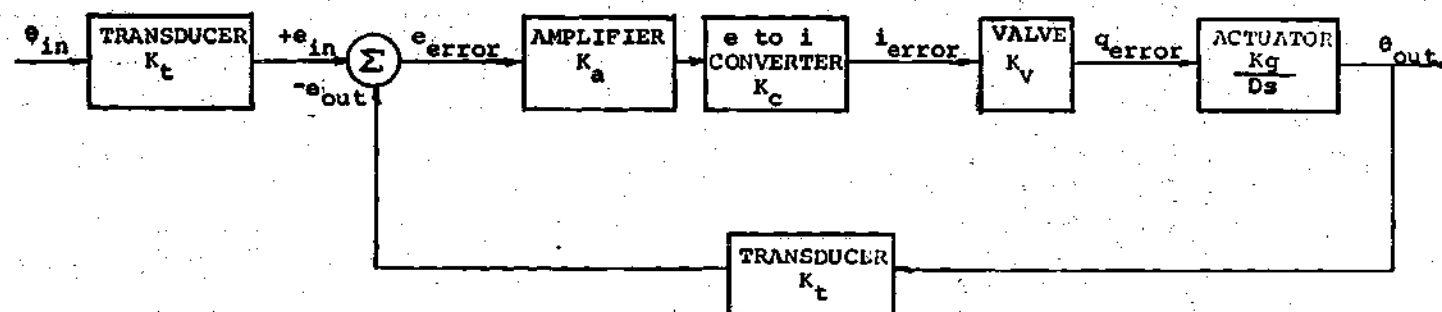 θin
TRANSDUCER
Kt
+ein
Σ
-eout
eerror
AMPLIFIER
Ka
e to i
CONVERTER
Kc
ierror
VALVE
KV
qerror
ACTUATOR
Kg
Ds
θout
TRANSDUCER
Kt